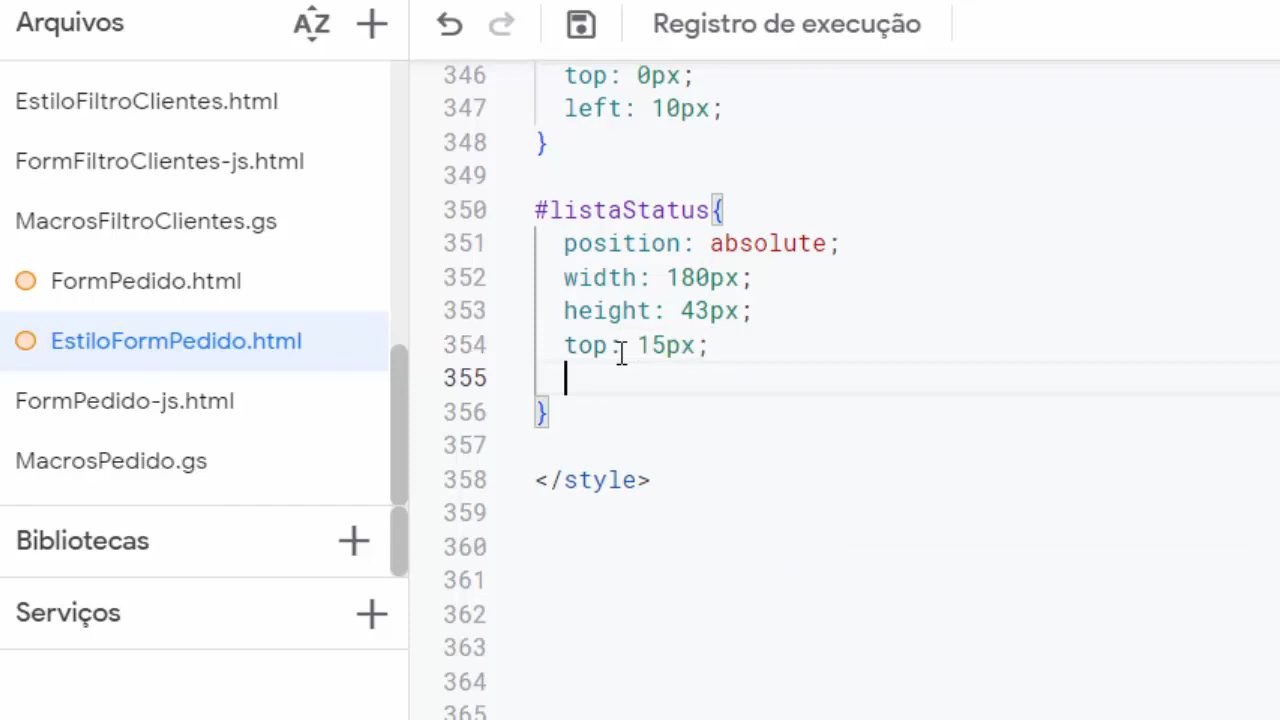 Arquivos
AZ
Registro de execução
EstiloFiltroClientes.html
FormFiltroClientes-js.html
MacrosFiltroClientes.gs
FormPedido.html
EstiloFormPedido.html
FormPedido-js.html
MacrosPedido.gs
Bibliotecas
Serviços
346 top: 0px;
347 left: 10px;
348 }
349
350 #listaStatus{
351 position: absolute;
352 width: 180px;
353 height: 43px;
354 top: 15px;
355
356 }
357
358 </style>
359
360
361
362
363
364
365